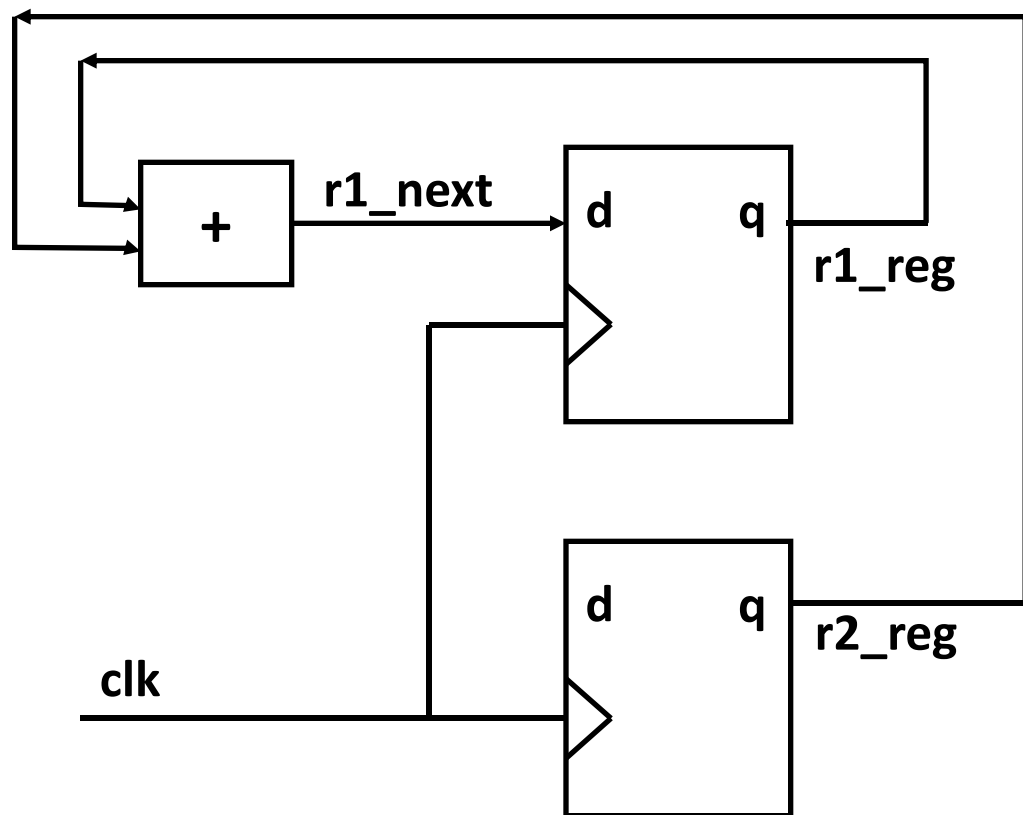 r1_next
d q
+
r1_reg
d q
r2_reg
clk